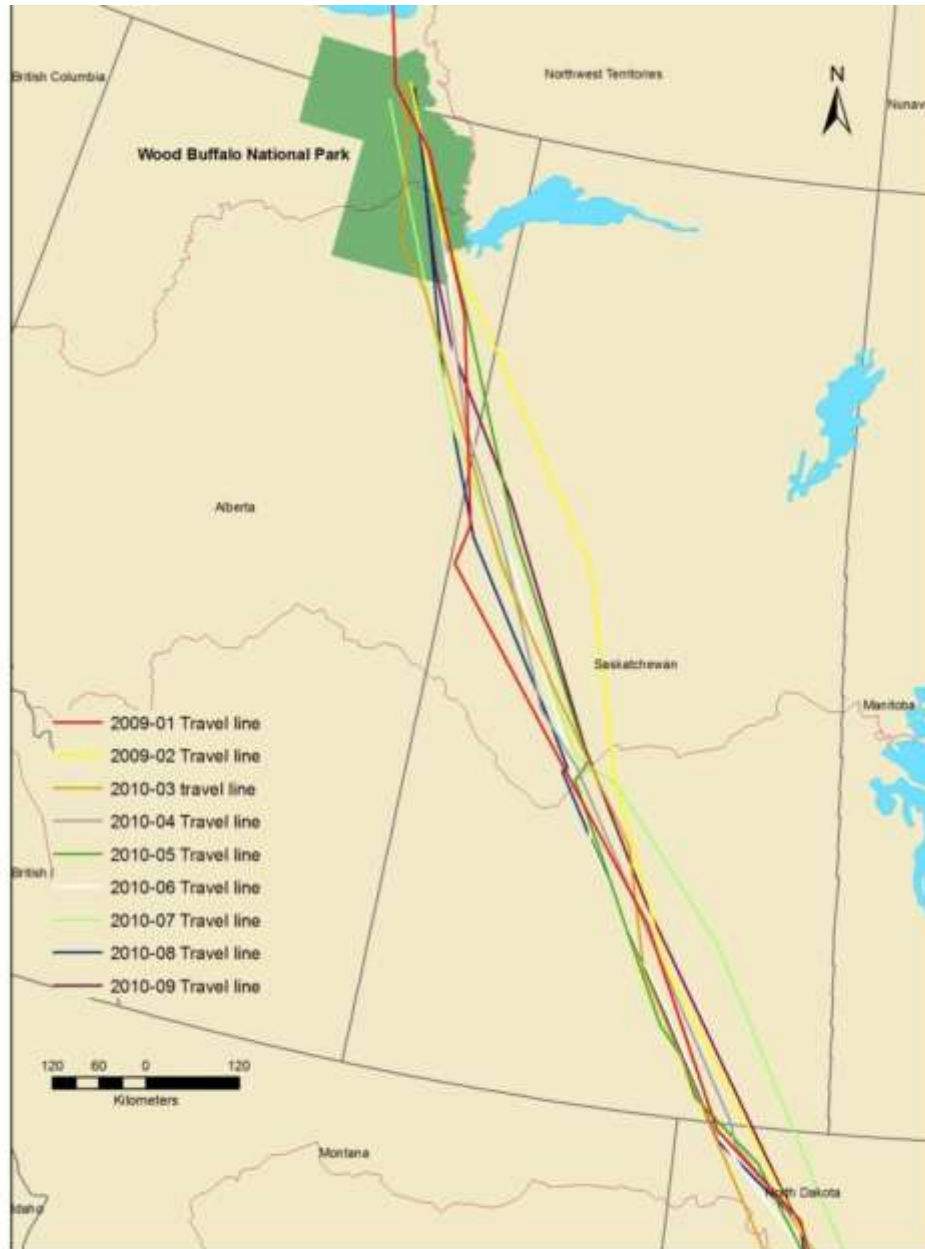 British Columbia
Northwest Territories
N
Nunav
Wood Buffalo National Park
Alberta
Saskatchewan
Manitoba
2009-01 Travel line
2009-02 Travel line
2010-03 travel line
2010-04 Travel line
2010-05 Travel line
British
2010-06 Travel line
2010-07 Travel line
2010-08 Travel line
2010-09 Travel line
120 60 0 120
Kilometers
Montana
North Dakota
Idaho